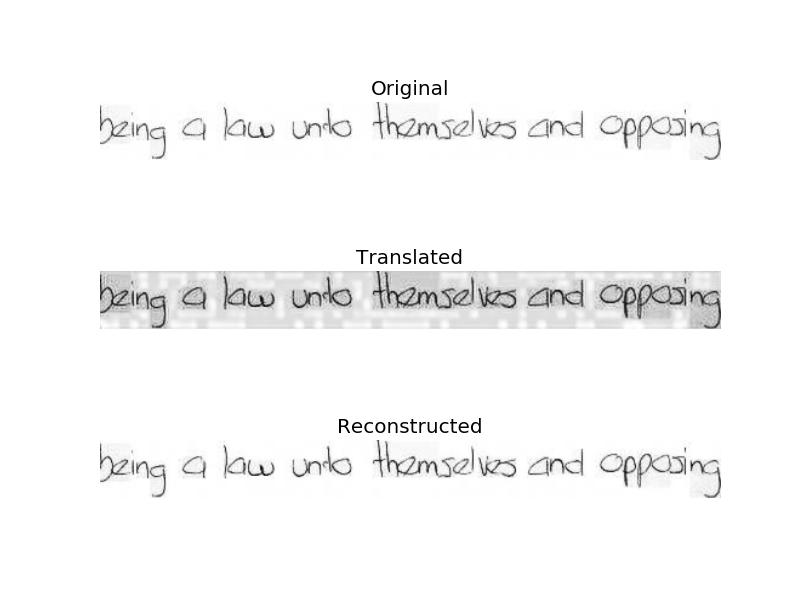 Original
being a law unto themselves and opposing
Translated
being a law unto themselves and opposing
Reconstructed
being a law unto themselves and opposing